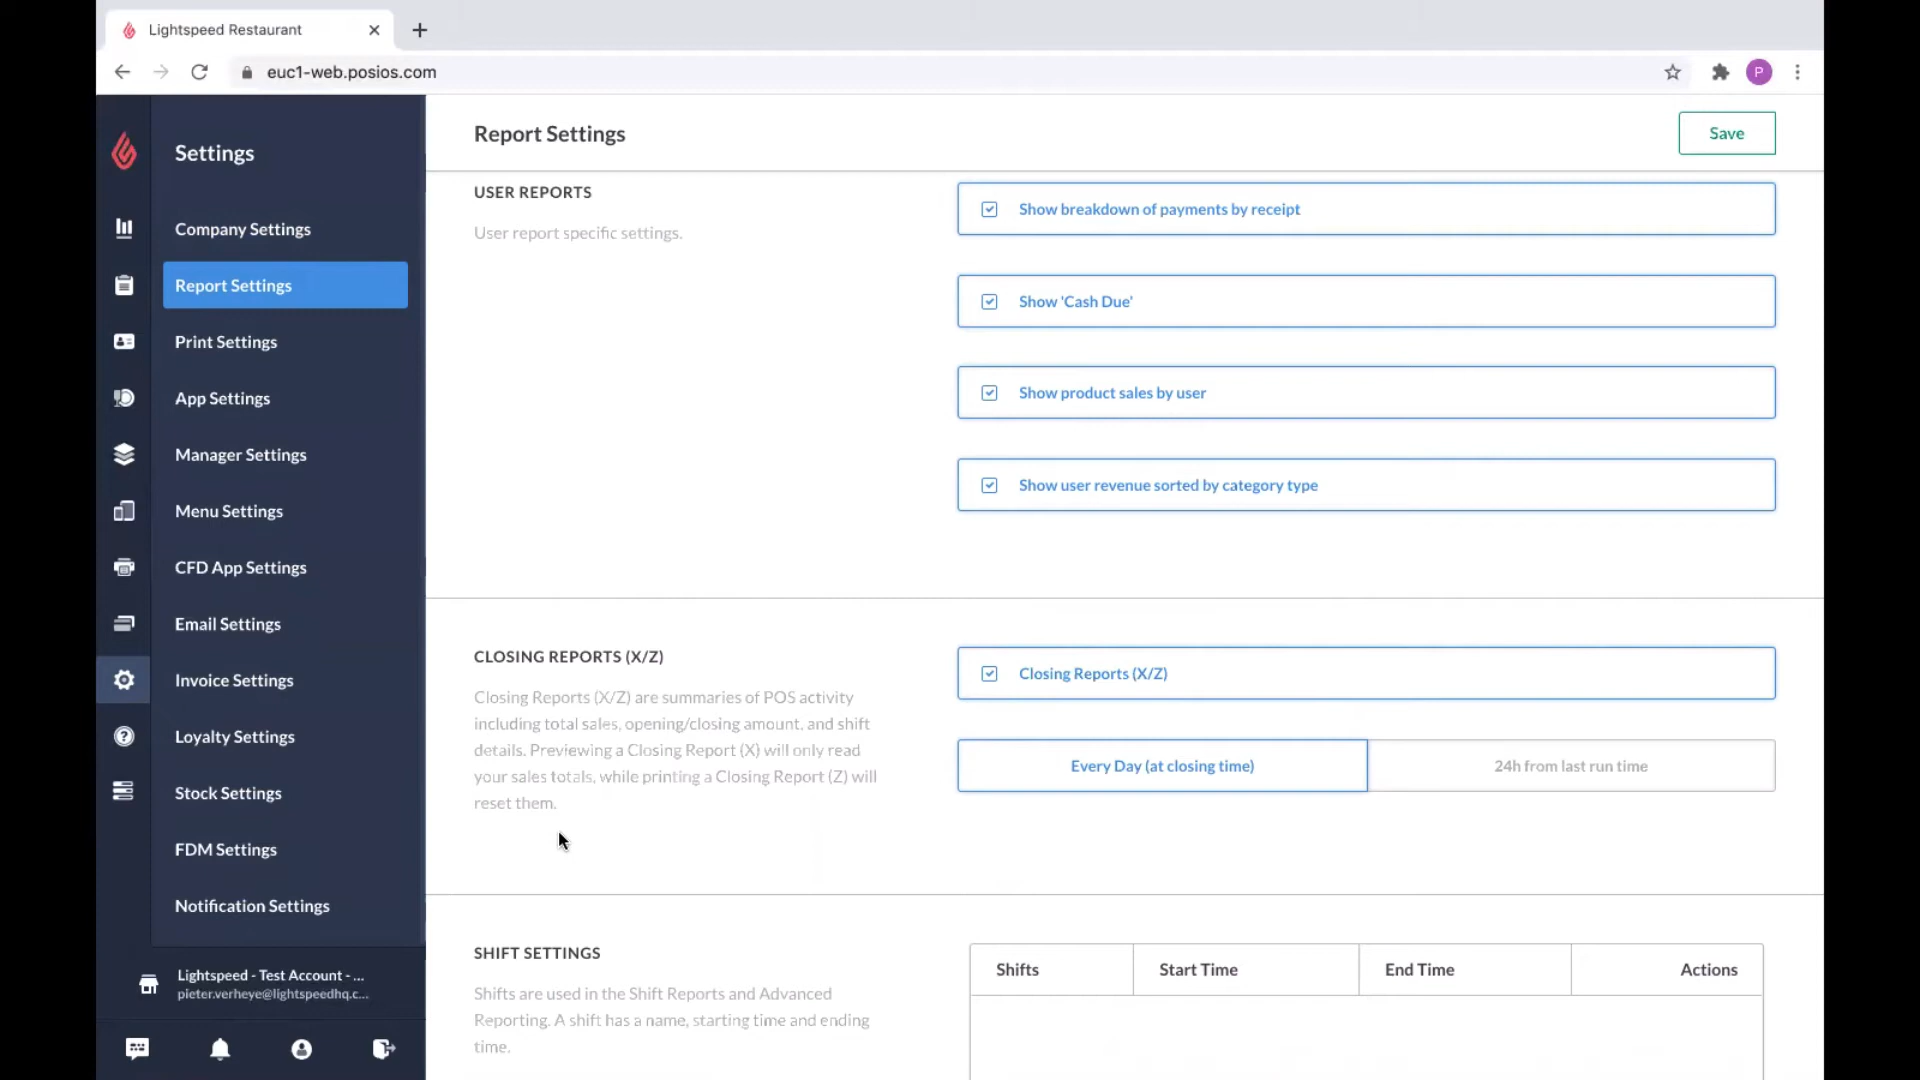 Lightspeed Restaurant
euc1-web.posios.com
P
Settings
Company Settings
Report Settings
Print Settings
App Settings
Manager Settings
Menu Settings
CFD App Settings
Email Settings
Invoice Settings
Loyalty Settings
Stock Settings
FDM Settings
Notification Settings
Lightspeed - Test Account - ...
pieter.verheye@lightspeedhq.c...
Report Settings
Save
USER REPORTS
User report specific settings.
Show breakdown of payments by receipt
Show 'Cash Due'
Show product sales by user
Show user revenue sorted by category type
CLOSING REPORTS (X/Z)
Closing Reports (X/Z) are summaries of POS activity
including total sales, opening/closing amount, and shift
details. Previewing a Closing Report (X) will only read
your sales totals, while printing a Closing Report (Z) will
reset them.
Closing Reports (X/Z)
Every Day (at closing time)
24h from last run time
SHIFT SETTINGS
Shifts are used in the Shift Reports and Advanced
Reporting. A shift has a name, starting time and ending
time.
Shifts
Start Time
End Time
Actions